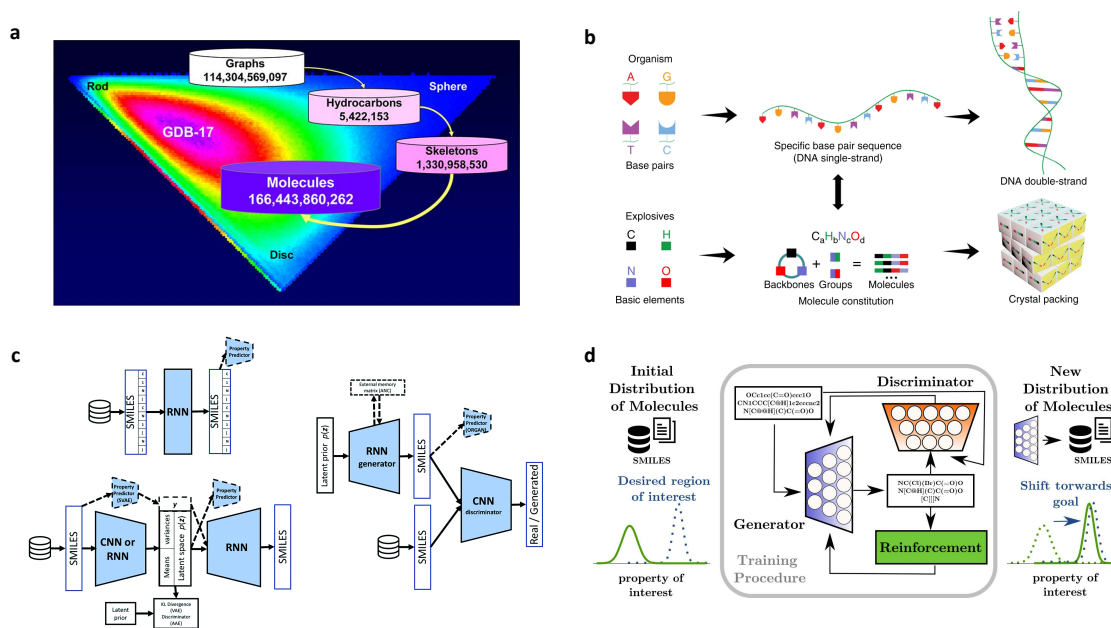 a
Graphs
114,304,569,097
Rod
Sphere
Hydrocarbons
5,422,153
GDB-17
Skeletons
1,330,958,530
Molecules
166,443,860,262
Disc
b
Organism
A
G
T
C
Base pairs
Specific base pair sequence
(DNA single-strand)
DNA double-strand
Explosives
C
H
N
O
Basic elements
CaHbNcOd
+
=
...
Backbones
Groups
Molecules
Molecule constitution
Crystal packing
c
Property
Predictor
SMILES
RNN
SMILES
Property
Predictor
(SVAE)
Property
Predictor
SMILES
CNN or
RNN
y
variances
Means
Latent space p(z)
RNN
SMILES
Latent
prior
KL Divergence
(VAE)
Discriminator
(AAE)
External memory
matrix (ANC)
Latent prior p(z)
RNN
generator
SMILES
Property
Predictor
(ORGAN)
SMILES
CNN
discriminator
Real / Generated
d
Initial
Distribution
of Molecules
SMILES
Desired region
of interest
property of
interest
OCc1cc(C=O)ccc1O
CN1CCC[C@H]1c2cccnc2
N[C@@H](C)C(=O)O
Discriminator
Generator
NC(Cl)(Br)C(=O)O
N[C@H](C)C(=O)O
[C]|||N
Reinforcement
Training
Procedure
New
Distribution
of Molecules
SMILES
Shift towards
goal
property of
interest